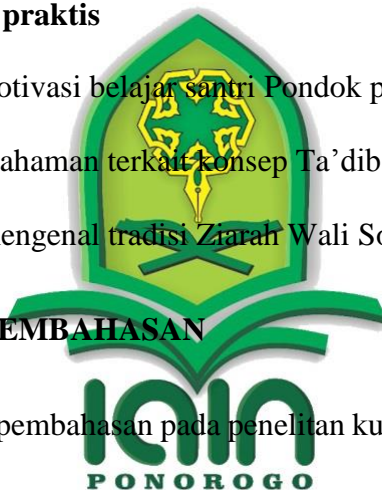 praktis
otivasi belajar santri Pondok p
ahaman terkait konsep Ta’dib
nengenal tradisi Ziarah Wali So
EMBAHASAN
pembahasan pada penelitan ku
IAIN
PONOROGO